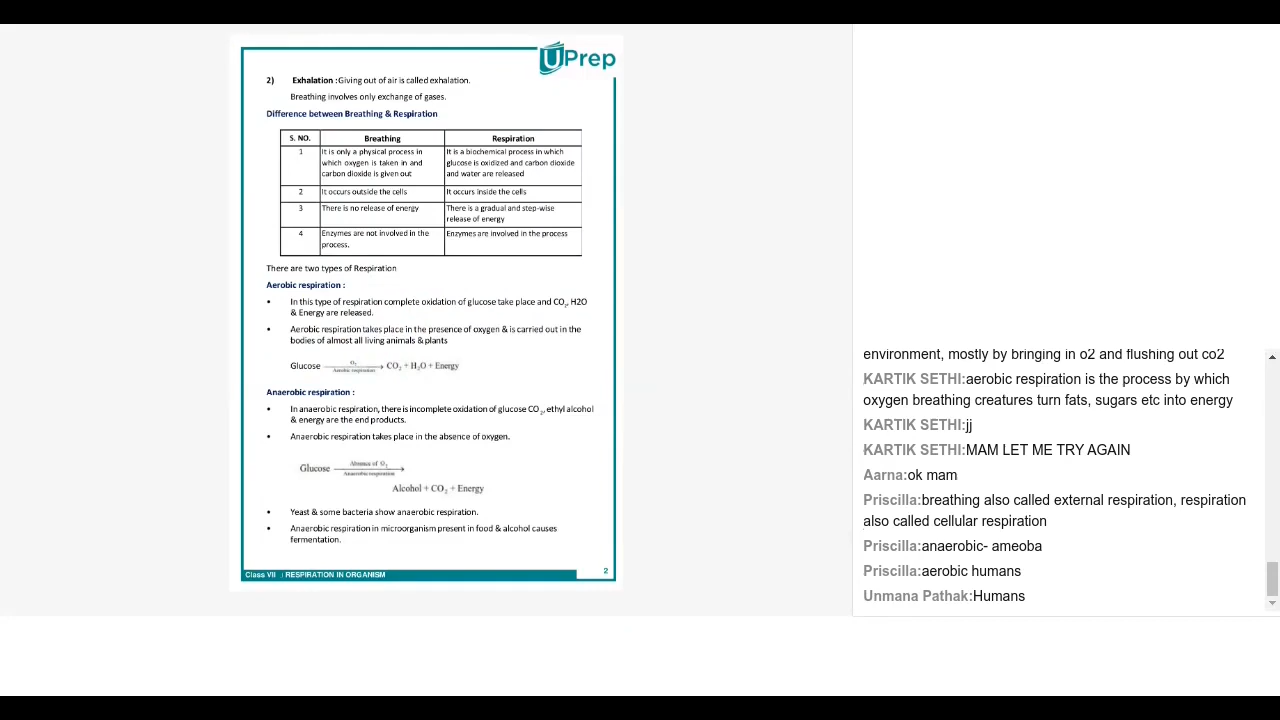 UPrep
2) Exhalation :Giving out of air is called exhalation.
Breathing involves only exchange of gases.
Difference between Breathing & Respiration
S. NO. Breathing Respiration
1 It is only a physical process in which oxygen is taken in and carbon dioxide is given out It is a biochemical process in which glucose is oxidized and carbon dioxide and water are released
2 It occurs outside the cells It occurs inside the cells
3 There is no release of energy There is a gradual and step-wise release of energy
4 Enzymes are not involved in the process. Enzymes are involved in the process
There are two types of Respiration
Aerobic respiration :
• In this type of respiration complete oxidation of glucose take place and CO₂, H2O
& Energy are released.
• Aerobic respiration takes place in the presence of oxygen & is carried out in the
bodies of almost all living animals & plants
Glucose O₂ Aerobic respiration → CO₂ + H₂O + Energy
Anaerobic respiration :
• In anaerobic respiration, there is incomplete oxidation of glucose CO₂, ethyl alcohol
& energy are the end products.
• Anaerobic respiration takes place in the absence of oxygen.
Glucose Absence of O₂ Anaerobic respiration →
Alcohol + CO₂ + Energy
• Yeast & some bacteria show anaerobic respiration.
• Anaerobic respiration in microorganism present in food & alcohol causes
fermentation.
Class VII : RESPIRATION IN ORGANISM 2
environment, mostly by bringing in o2 and flushing out co2
KARTIK SETHI:aerobic respiration is the process by which
oxygen breathing creatures turn fats, sugars etc into energy
KARTIK SETHI:jj
KARTIK SETHI:MAM LET ME TRY AGAIN
Aarna:ok mam
Priscilla:breathing also called external respiration, respiration
also called cellular respiration
Priscilla:anaerobic- ameoba
Priscilla:aerobic humans
Unmana Pathak:Humans